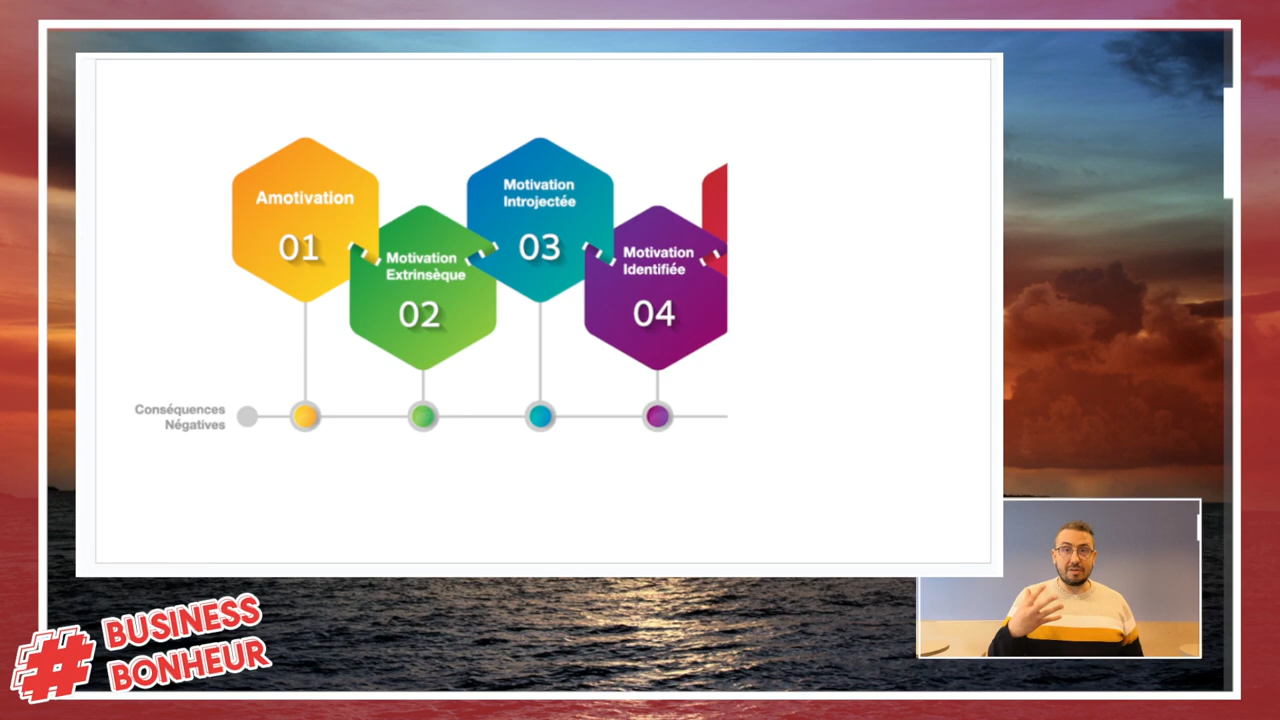 Amotivation
01
Motivation
Extrinsèque
02
Motivation
Introjectée
03
Motivation
Identifiée
04
Conséquences
Négatives
# BUSINESS
BONHEUR